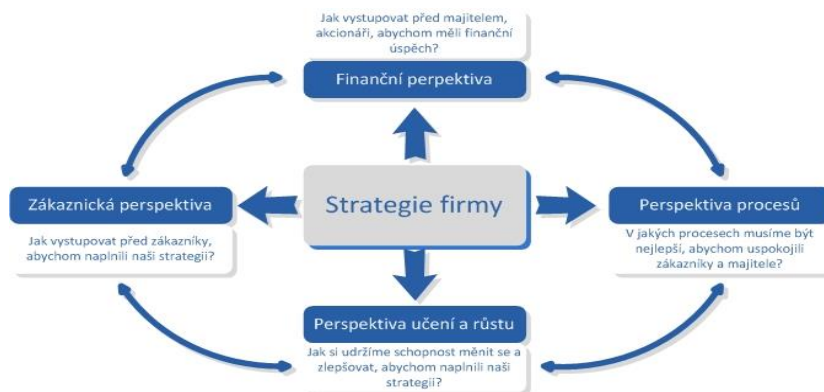 Jak vystupovat před majitelem,
akcionáři, abychom měli finanční
úspěch?
Finanční perpektiva
Zákaznická perspektiva
Jak vystupovat před zákazníky,
abychom naplnili naši strategii?
Strategie firmy
Perspektiva procesů
V jakých procesech musíme být
nejlepší, abychom uspokojili
zákazníky a majitele?
Perspektiva učení a růstu
Jak si udržíme schopnost měnit se a
zlepšovat, abychom naplnili naši
strategii?